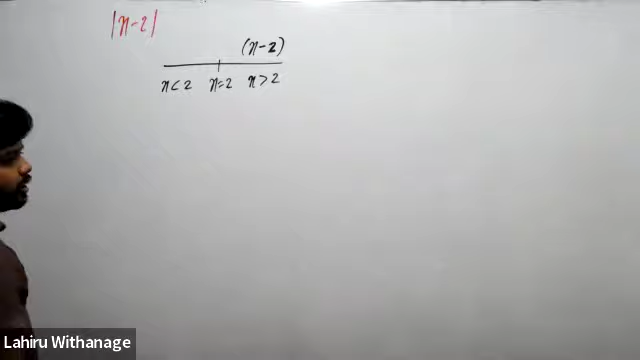 |x-2|
(x-2)
x<2 x=2 x>2
Lahiru Withanage